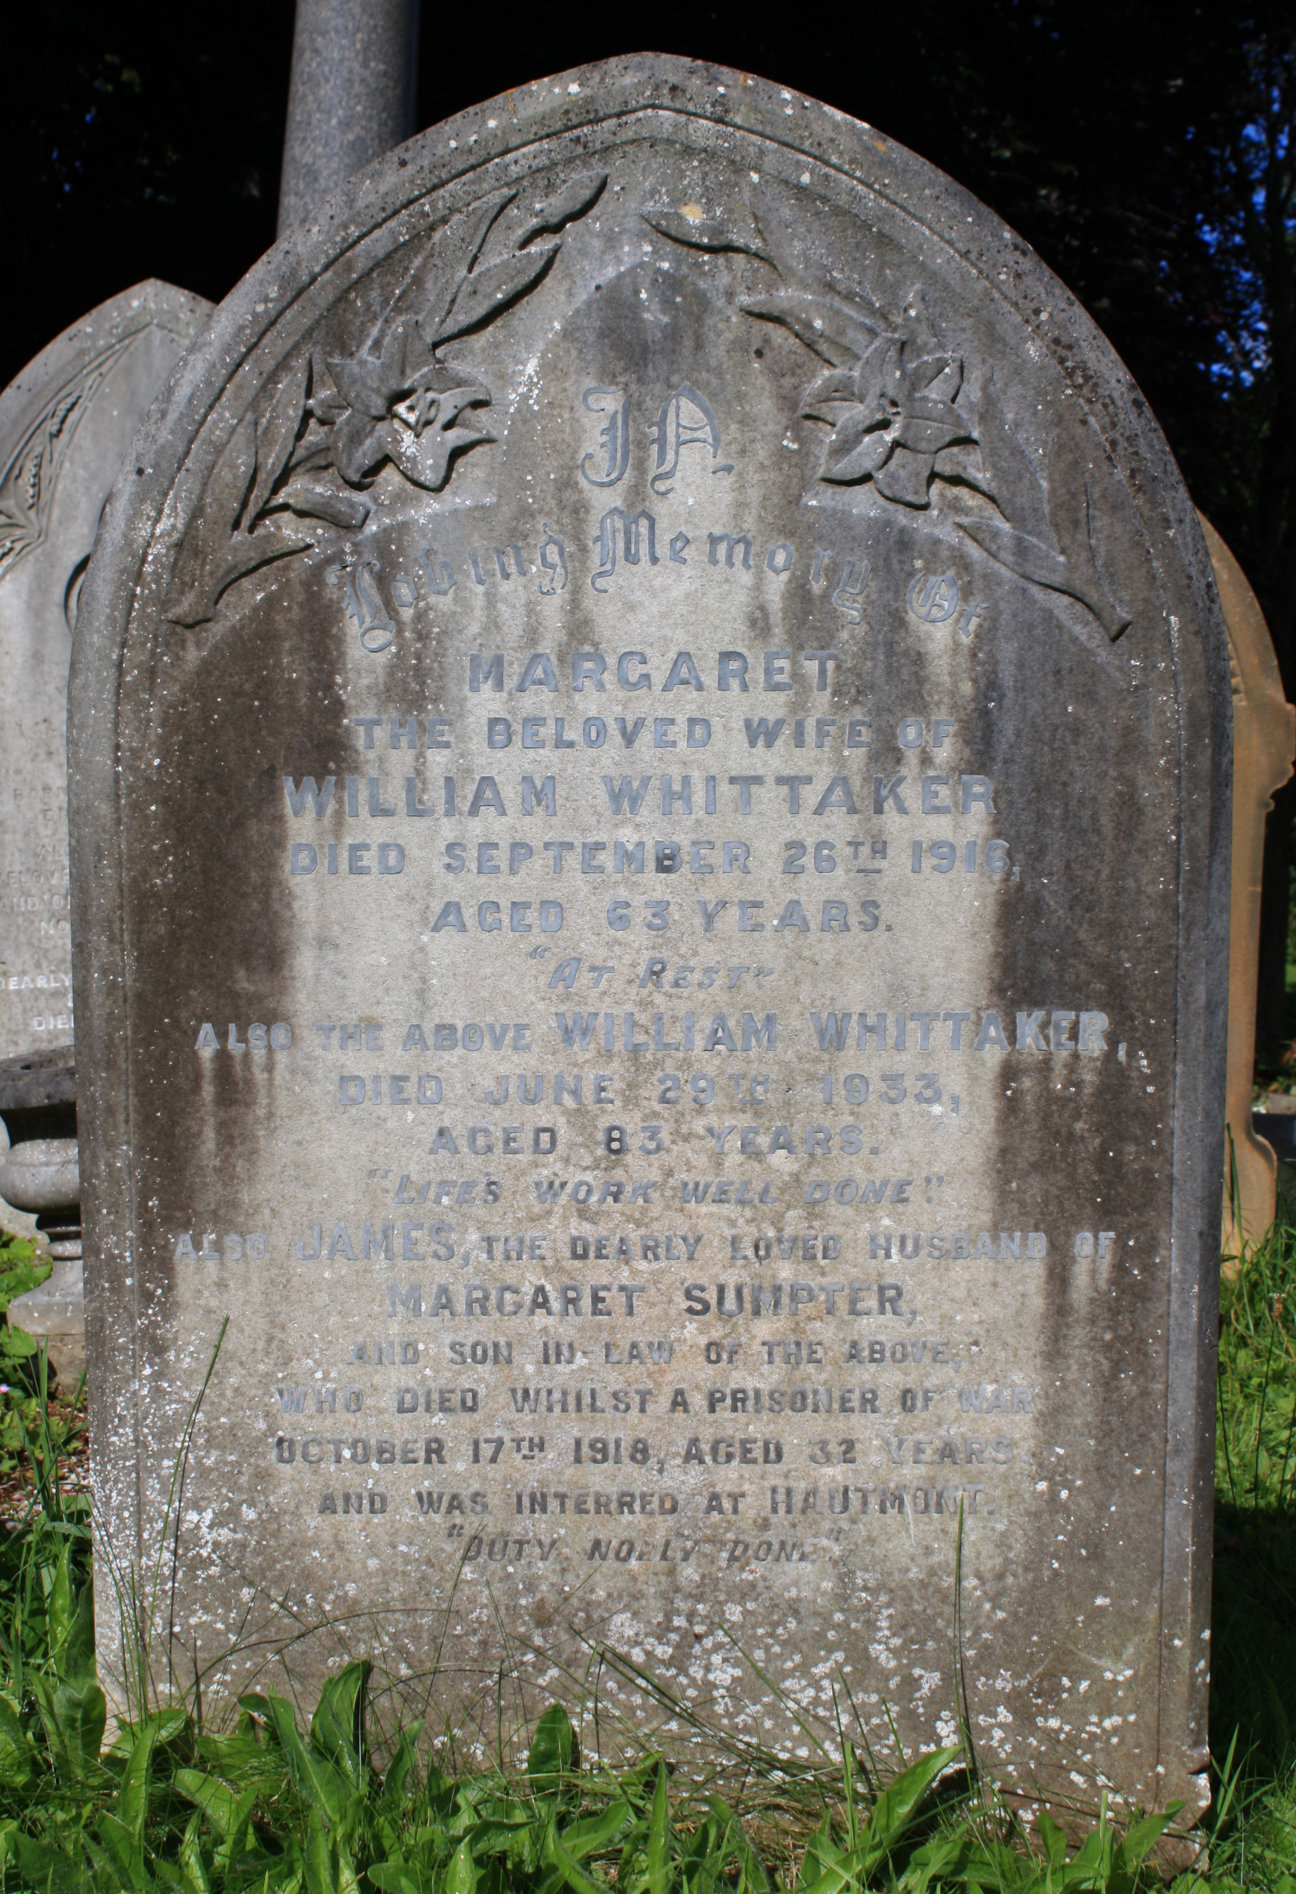 In
Loving Memory Of
MARGARET
THE BELOVED WIFE OF
WILLIAM WHITTAKER
DIED SEPTEMBER 26TH 1916,
AGED 63 YEARS.
"AT REST"
ALSO THE ABOVE WILLIAM WHITTAKER,
DIED JUNE 29TH 1933,
AGED 83 YEARS.
"LIFE'S WORK WELL DONE".
ALSO JAMES, THE DEARLY LOVED HUSBAND OF
MARGARET SUMPTER,
AND SON IN-LAW OF THE ABOVE,
WHO DIED WHILST A PRISONER OF WAR
OCTOBER 17TH 1918, AGED 32 YEARS.
AND WAS INTERRED AT HAUTMONT.
"DUTY NOBLY DONE"
DEARLY
DIED